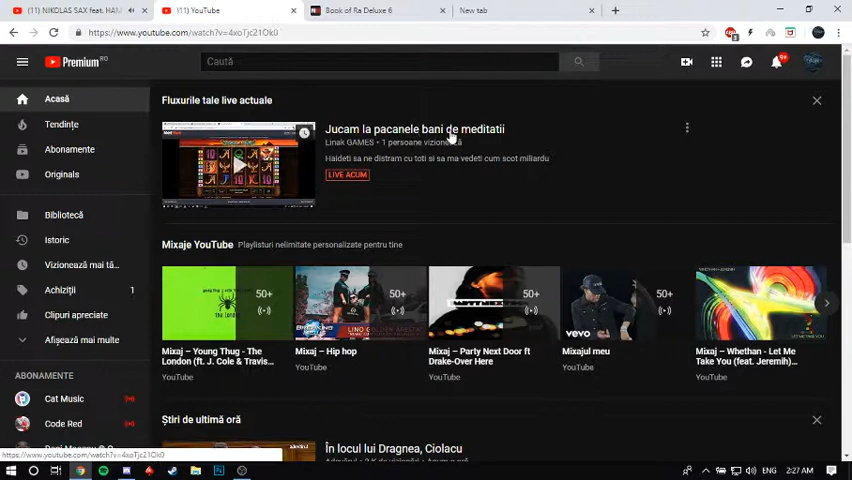 (11) NIKOLAS SAX feat. HAN
(11) YouTube
Book of Ra Deluxe 6
New tab
https://www.youtube.com/watch?v=4xoTjc21Ok0
3
Premium RO
Caută
9+
Acasă
Tendințe
Abonamente
Originals
Bibliotecă
Istoric
Vizionează mai tâ...
Achiziții 1
Clipuri apreciate
Afișează mai multe
ABONAMENTE
Cat Music
Code Red
Fluxurile tale live actuale
Jucam la pacanele bani de meditatii
Linak GAMES • 1 persoane vizionează
Haideti sa ne distram cu toti si sa ma vedeti cum scot miliardu
LIVE ACUM
Mixaje YouTube Playlisturi nelimitate personalizate pentru tine
50+
50+
50+
50+
vevo
Mixaj – Young Thug - The London (ft. J. Cole & Travis...
YouTube
Mixaj – Hip hop
YouTube
Mixaj – Party Next Door ft Drake-Over Here
YouTube
Mixajul meu
YouTube
Mixaj – Whethan - Let Me Take You (feat. Jeremih)...
YouTube
Știri de ultimă oră
În locul lui Dragnea, Ciolacu
https://www.youtube.com/watch?v=4xoTjc21Ok0
ENG
2:27 AM